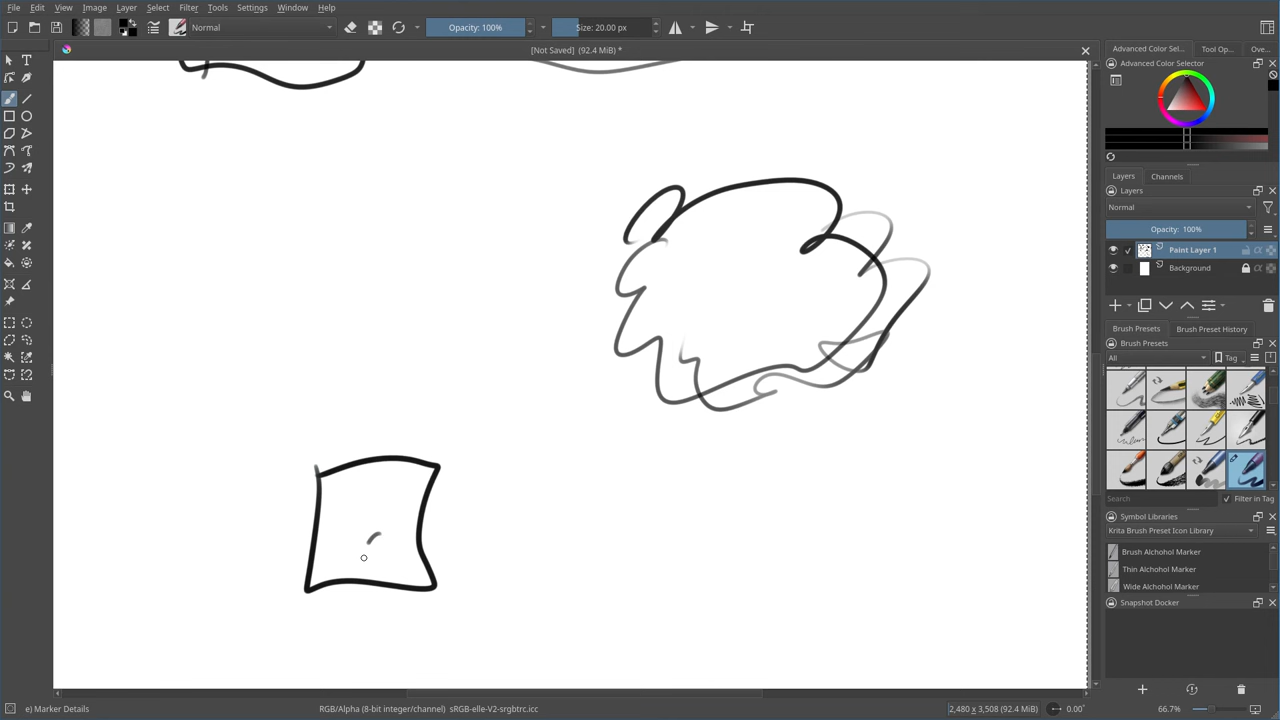 File Edit View Image Layer Select Filter Tools Settings Window Help
Normal
Opacity: 100%
Size: 20.00 px
[Not Saved] (92.4 MiB) *
Advanced Color Sel...
Tool Op...
Ove...
Advanced Color Selector
Layers
Channels
Layers
Normal
Opacity: 100%
Paint Layer 1
Background
Brush Presets
Brush Preset History
Brush Presets
All
Tag
Search
Filter in Tag
Symbol Libraries
Krita Brush Preset Icon Library
Brush Alchohol Marker
Thin Alchohol Marker
Wide Alchohol Marker
Snapshot Docker
e) Marker Details
RGB/Alpha (8-bit integer/channel) sRGB-elle-V2-srgbtrc.icc
2,480 x 3,508 (92.4 MiB)
0.00°
66.7%